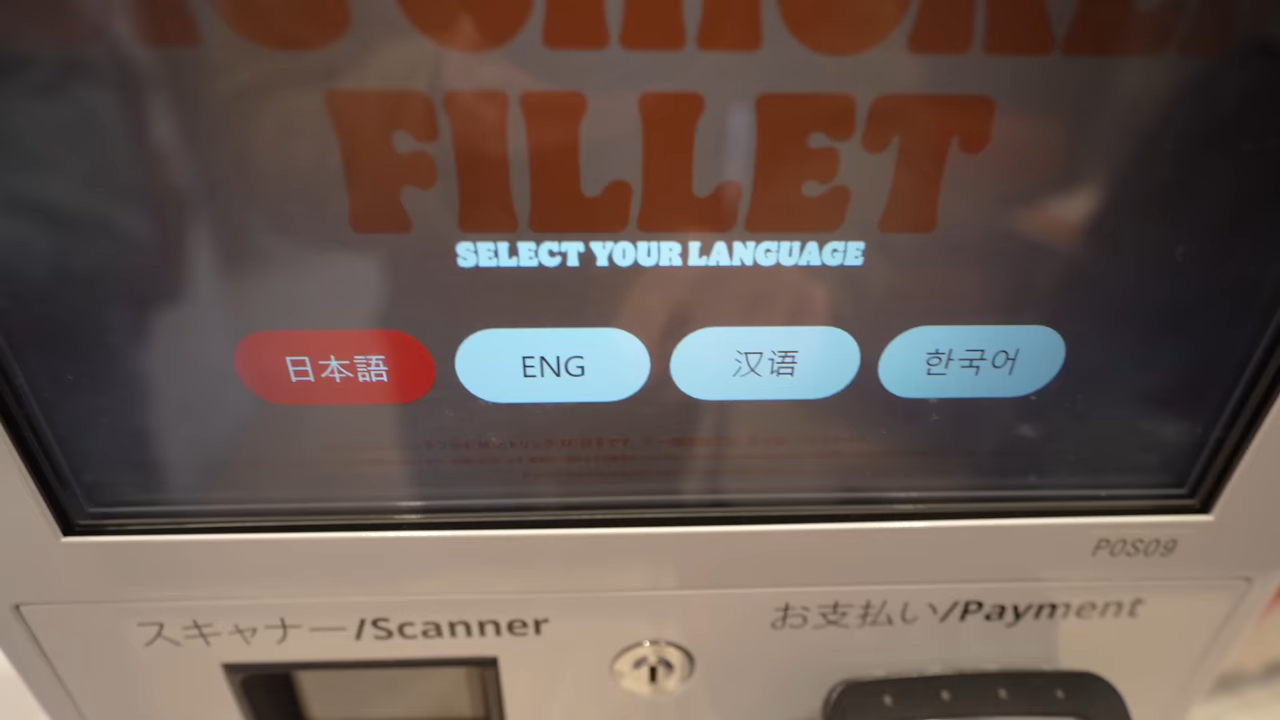 FILLET
SELECT YOUR LANGUAGE
日本語
ENG
汉语
한국어
POS09
スキャナー/Scanner
お支払い/Payment